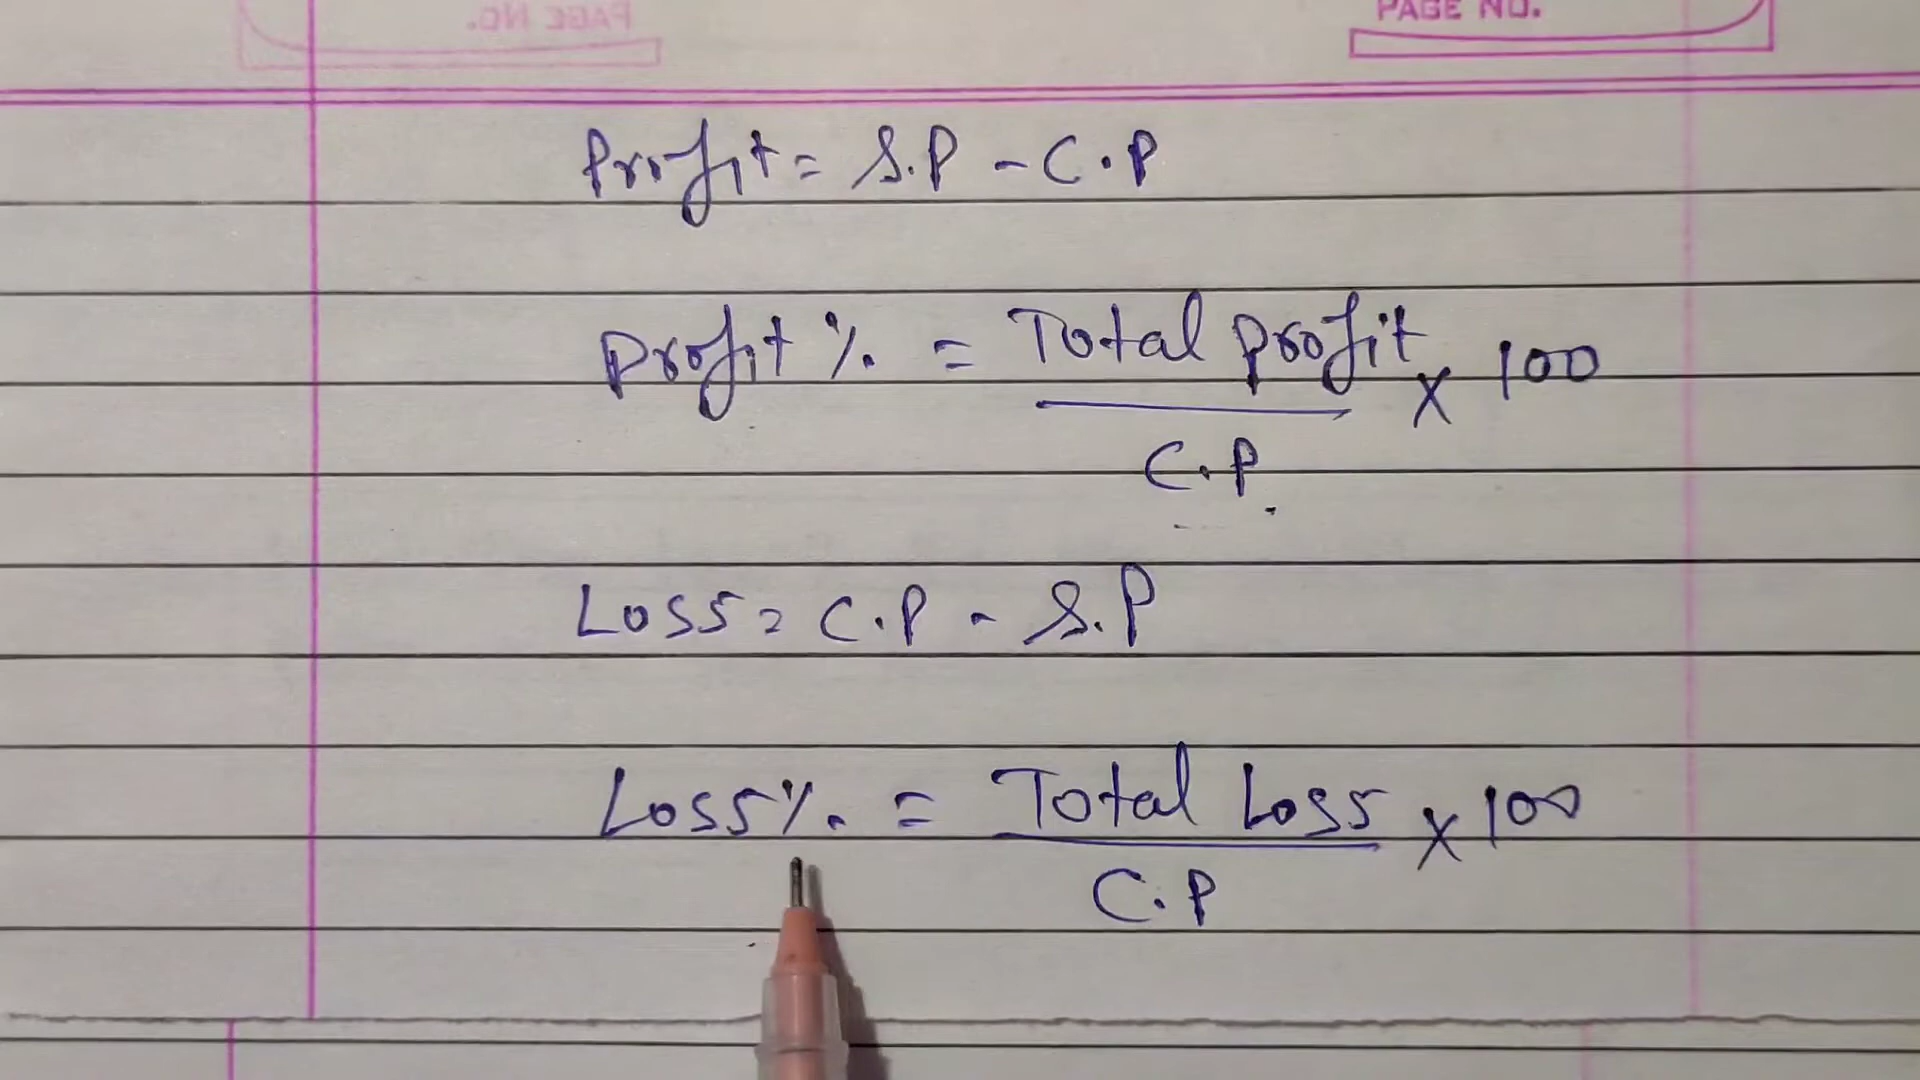 PAGE NO.
PAGE NO.
Profit = S.P - C.P
Profit % = Total profit × 100
C.P
Loss = C.P - S.P
Loss % = Total Loss × 100
C.P